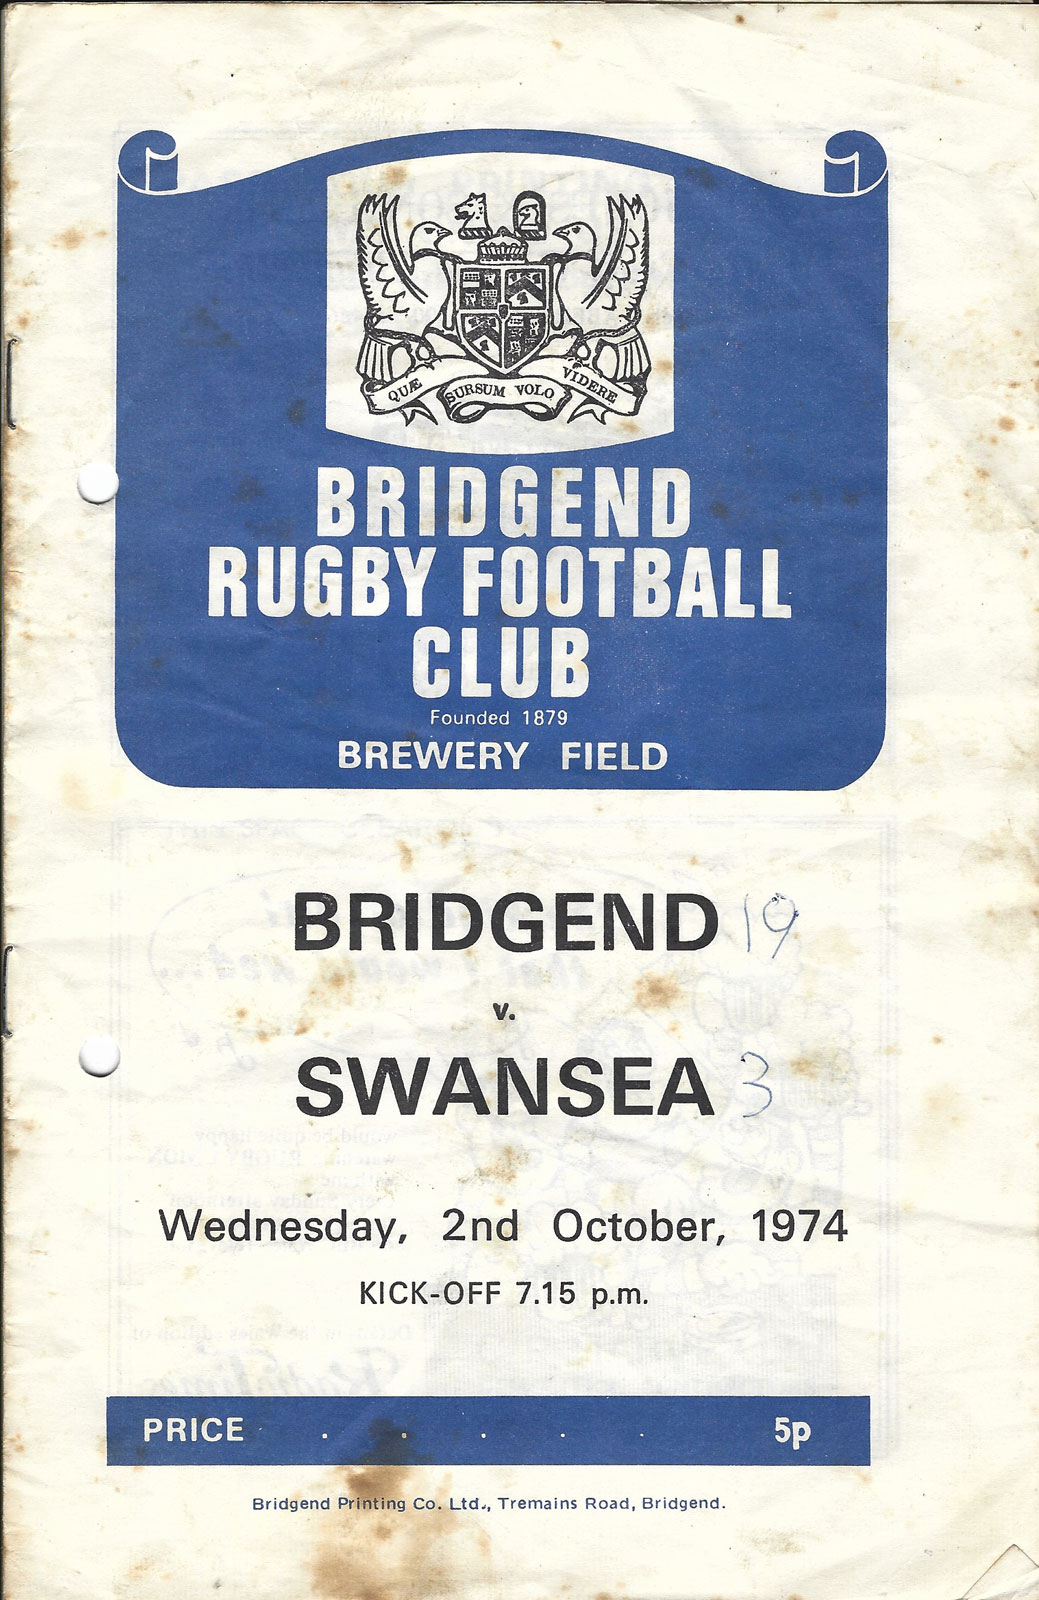 QUÆ SURSUM VOLO VIDERE
BRIDGEND
RUGBY FOOTBALL
CLUB
Founded 1879
BREWERY FIELD
BRIDGEND 19
v.
SWANSEA 3
Wednesday, 2nd October, 1974
KICK-OFF 7.15 p.m.
PRICE . . . . . 5p
Bridgend Printing Co. Ltd., Tremains Road, Bridgend.